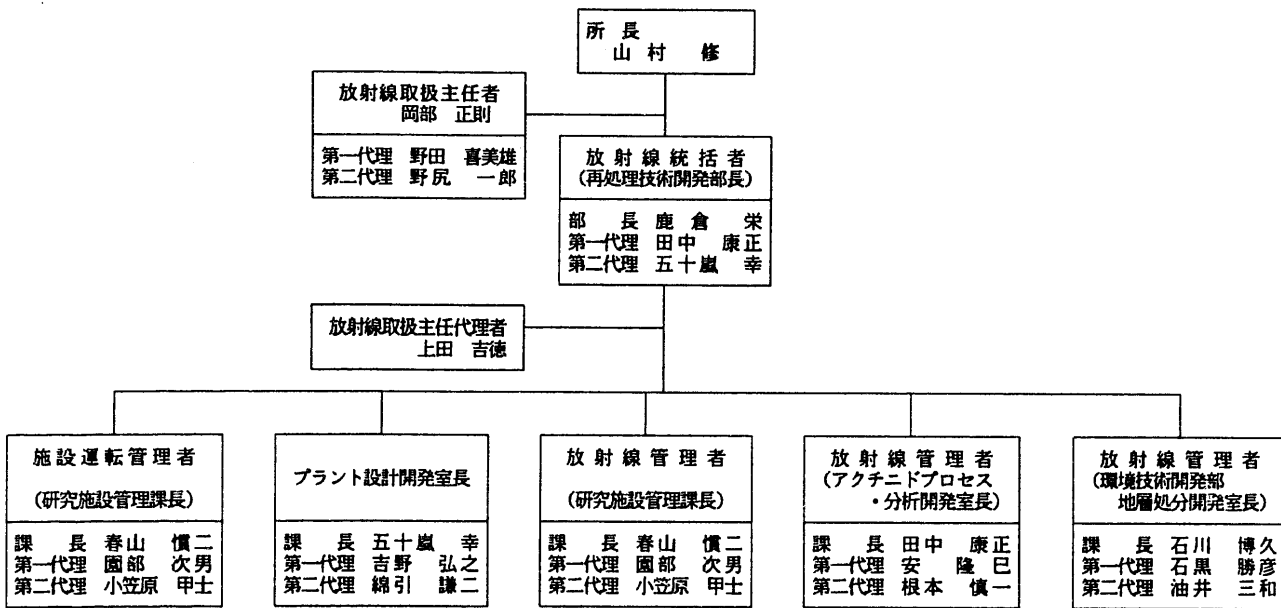 所長
山村 修
放射線取扱主任者
岡部 正則
第一代理 野田 喜美雄
第二代理 野尻 一郎
放射線統括者
(再処理技術開発部長)
部長 鹿倉 栄
第一代理 田中 康正
第二代理 五十嵐 幸
放射線取扱主任代理者
上田 吉徳
施設運転管理者
(研究施設管理課長)
課長 春山 慎二
第一代理 園部 次男
第二代理 小笠原 甲士
プラント設計開発室長
課長 五十嵐 幸
第一代理 吉野 弘之
第二代理 綿引 謙二
放射線管理者
(研究施設管理課長)
課長 春山 慎二
第一代理 園部 次男
第二代理 小笠原 甲士
放射線管理者
(アクチニドプロセス
・分析開発室長)
課長 田中 康正
第一代理 安 隆巳
第二代理 根本 慎一
放射線管理者
(環境技術開発部
地層処分開発室長)
課長 石川 博久
第一代理 石黒 勝彦
第二代理 油井 三和